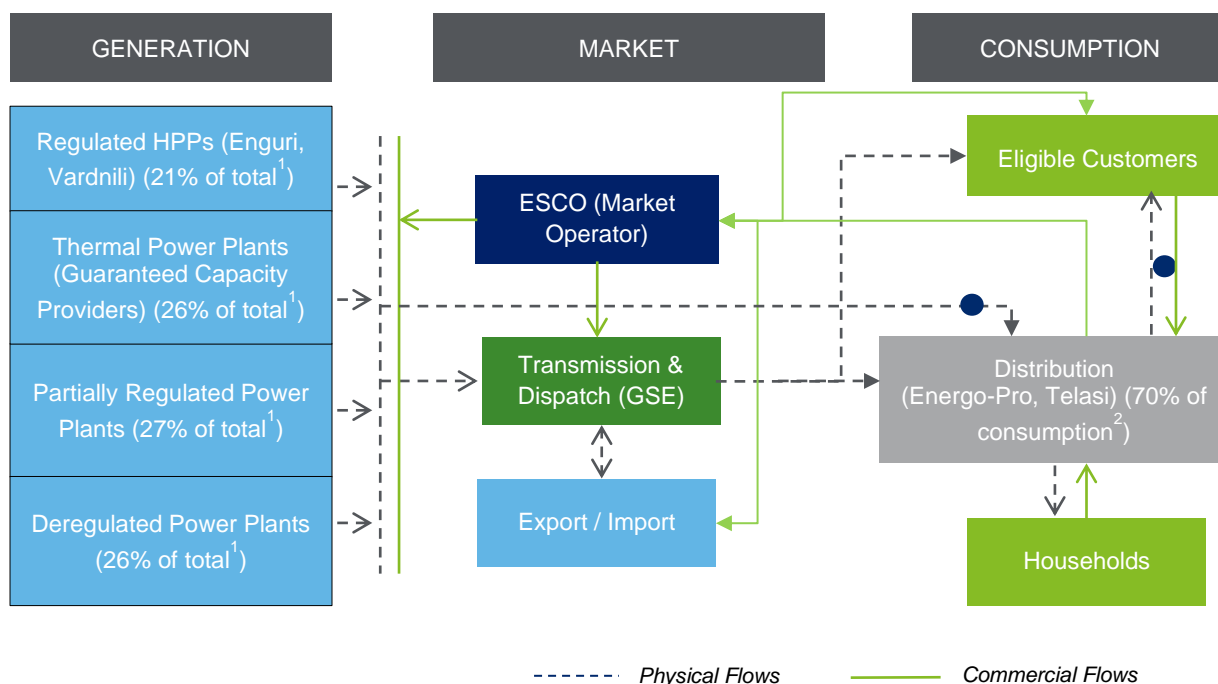 GENERATION
MARKET
CONSUMPTION
Regulated HPPs (Enguri,
Vardnili) (21% of total1)
Thermal Power Plants
(Guaranteed Capacity
Providers) (26% of total1)
Partially Regulated Power
Plants (27% of total1)
Deregulated Power Plants
(26% of total1)
ESCO (Market
Operator)
Transmission &
Dispatch (GSE)
Export / Import
Eligible Customers
Distribution
(Energo-Pro, Telasi) (70% of
consumption2)
Households
Physical Flows
Commercial Flows